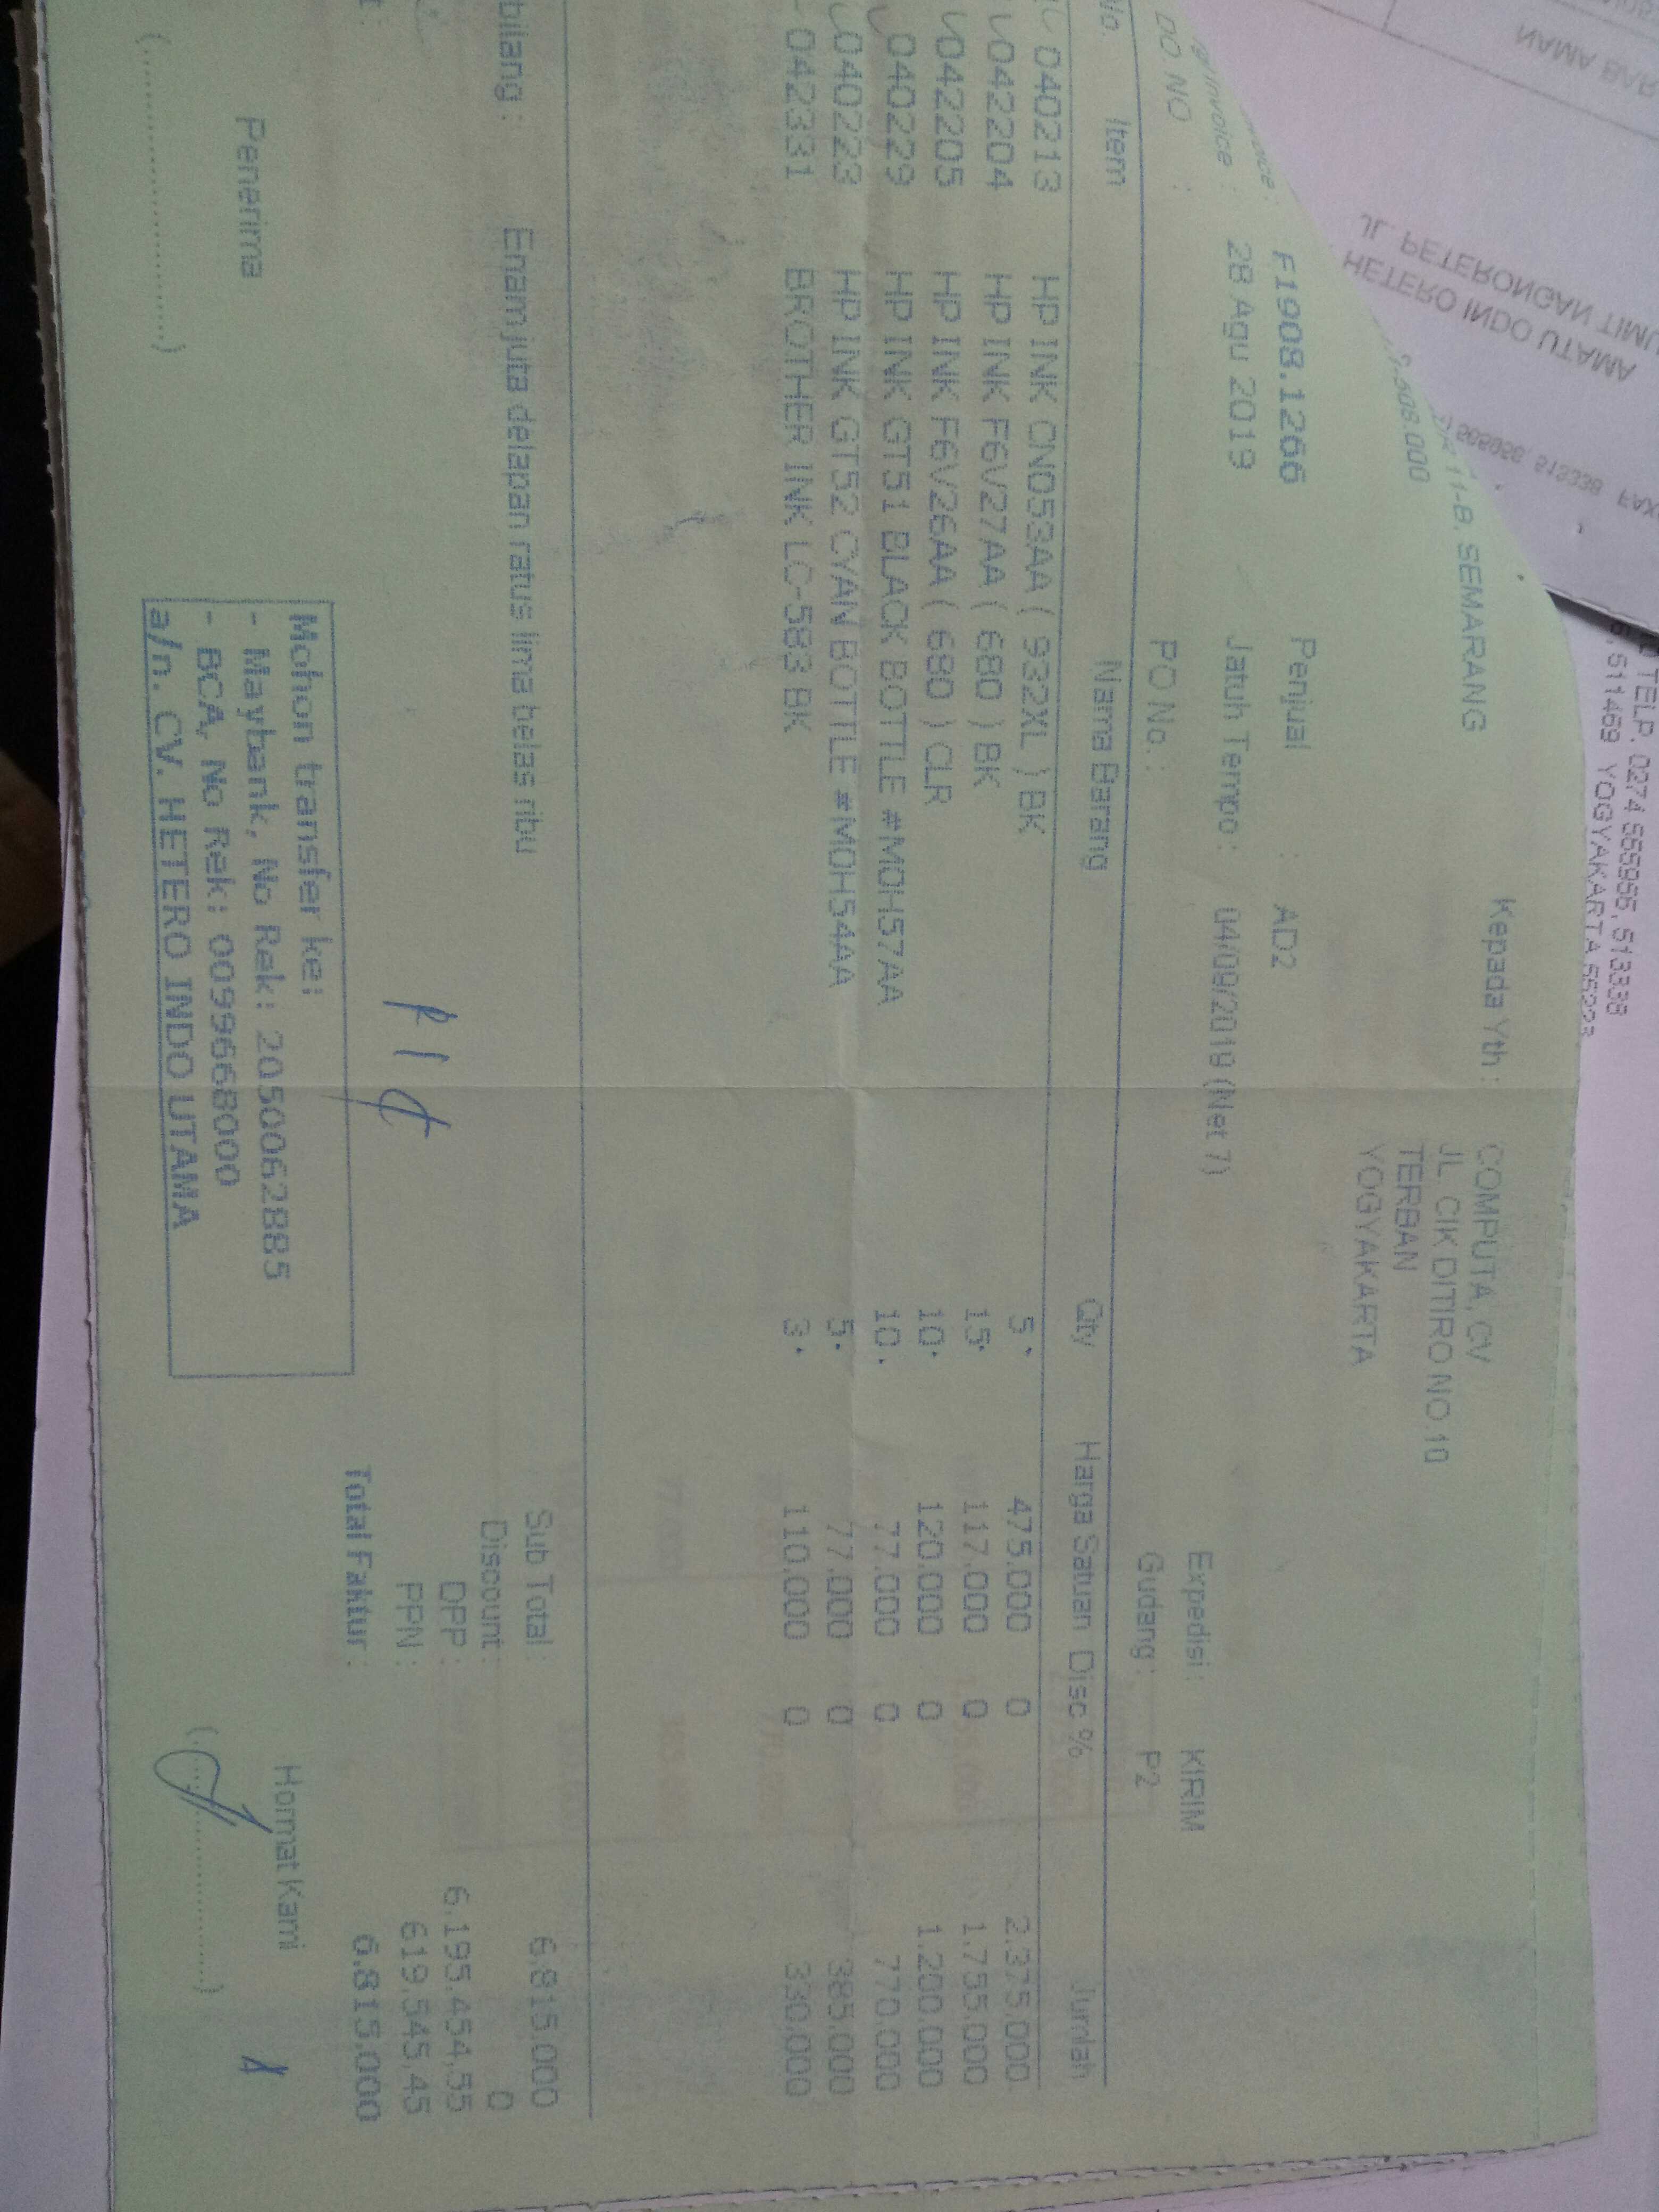 NAMA BAR
HETERO INDO UTAMA
JL. PETERONGAN TIMU
TELP. 0274 565956, 513338
511469 YOGYAKARTA 55223
11-B, SEMARANG
Kepada Yth :
COMPUTA, CV
JL. CIK DITIRO NO 10
TERBAN
YOGYAKARTA
F1908.1266
Penjual : AD2
Invoice : 28 Agu 2019
Jatuh Tempo : 04/09/2019 (Net 7)
Expedisi : KIRIM
DO NO :
PO No. :
Gudang : P2
No. Item Nama Barang Qty Harga Satuan Disc % Jumlah
040213 HP INK CN053AA ( 932XL ) BK 5 475.000 0 2.375.000
042204 HP INK F6V27AA ( 680 ) BK 15 117.000 0 1.755.000
042205 HP INK F6V26AA ( 680 ) CLR 10 120.000 0 1.200.000
040229 HP INK GT51 BLACK BOTTLE #MOH57AA 10 77.000 0 770.000
040223 HP INK GT52 CYAN BOTTLE #MOH54AA 5 77.000 0 385.000
042331 BROTHER INK LC-583 BK 3 110.000 0 330.000
bilang : Enam juta delapan ratus lima belas ribu
Sub Total : 6.815.000
Discount : 0
DPP : 6.195.454,55
PPN : 619.545,45
Total Faktur : 6.815.000
Mohon transfer ke:
- Maybank, No Rek: 2050062885
- BCA, No Rek: 0099668000
a/n. CV. HETERO INDO UTAMA
Penerima
Hormat Kami
(....................)
(....................)